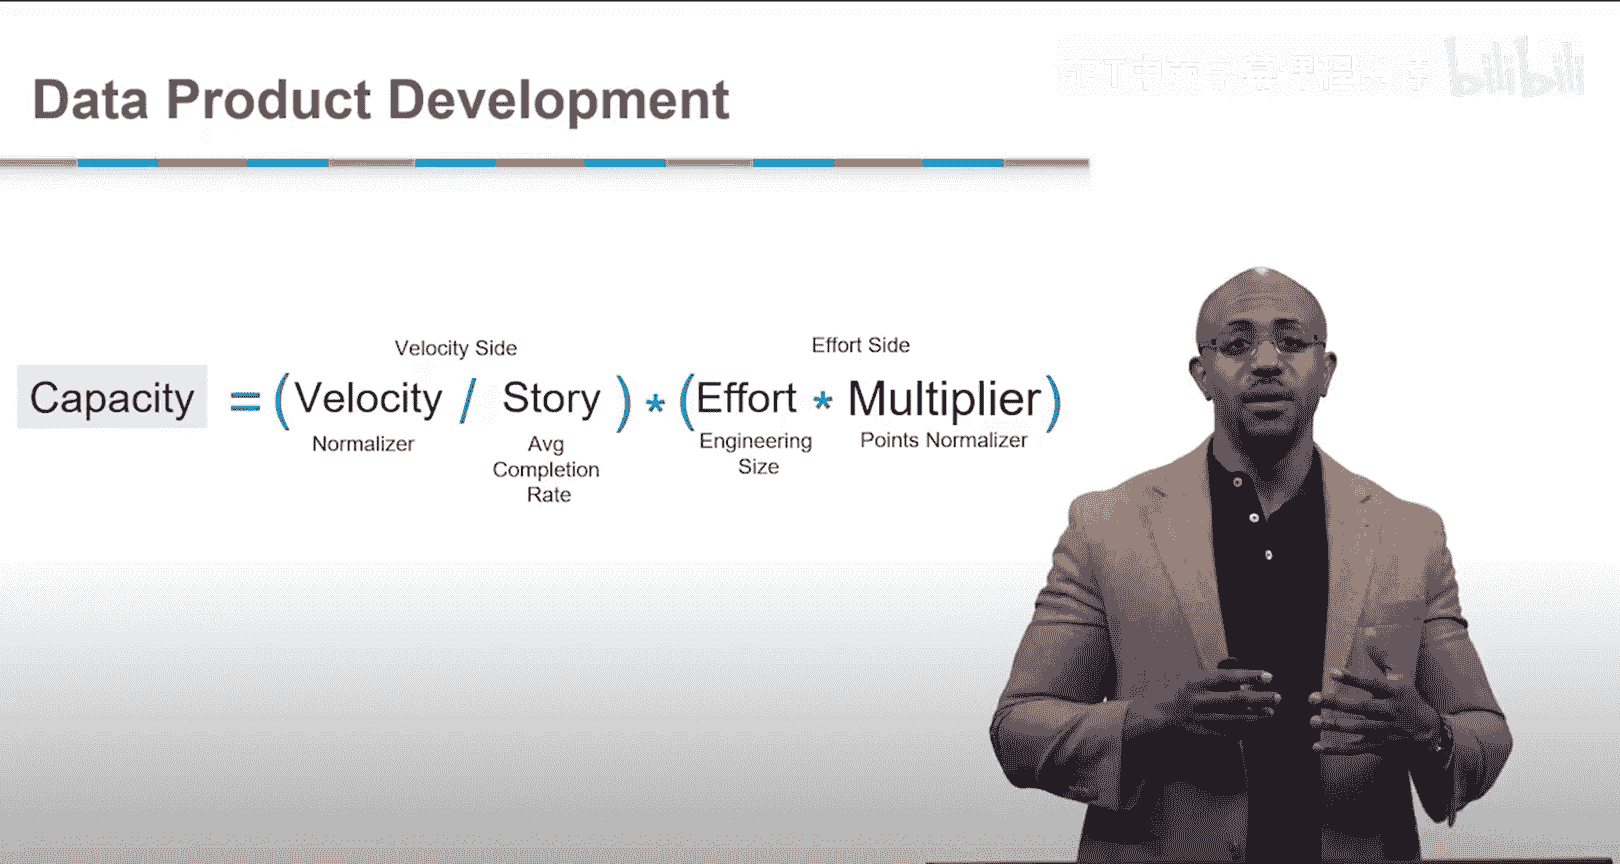 bilibili
Data Product Development
Velocity Side
Effort Side
Capacity = (Velocity / Story) * (Effort * Multiplier)
Normalizer
Avg
Completion
Rate
Engineering
Size
Points Normalizer